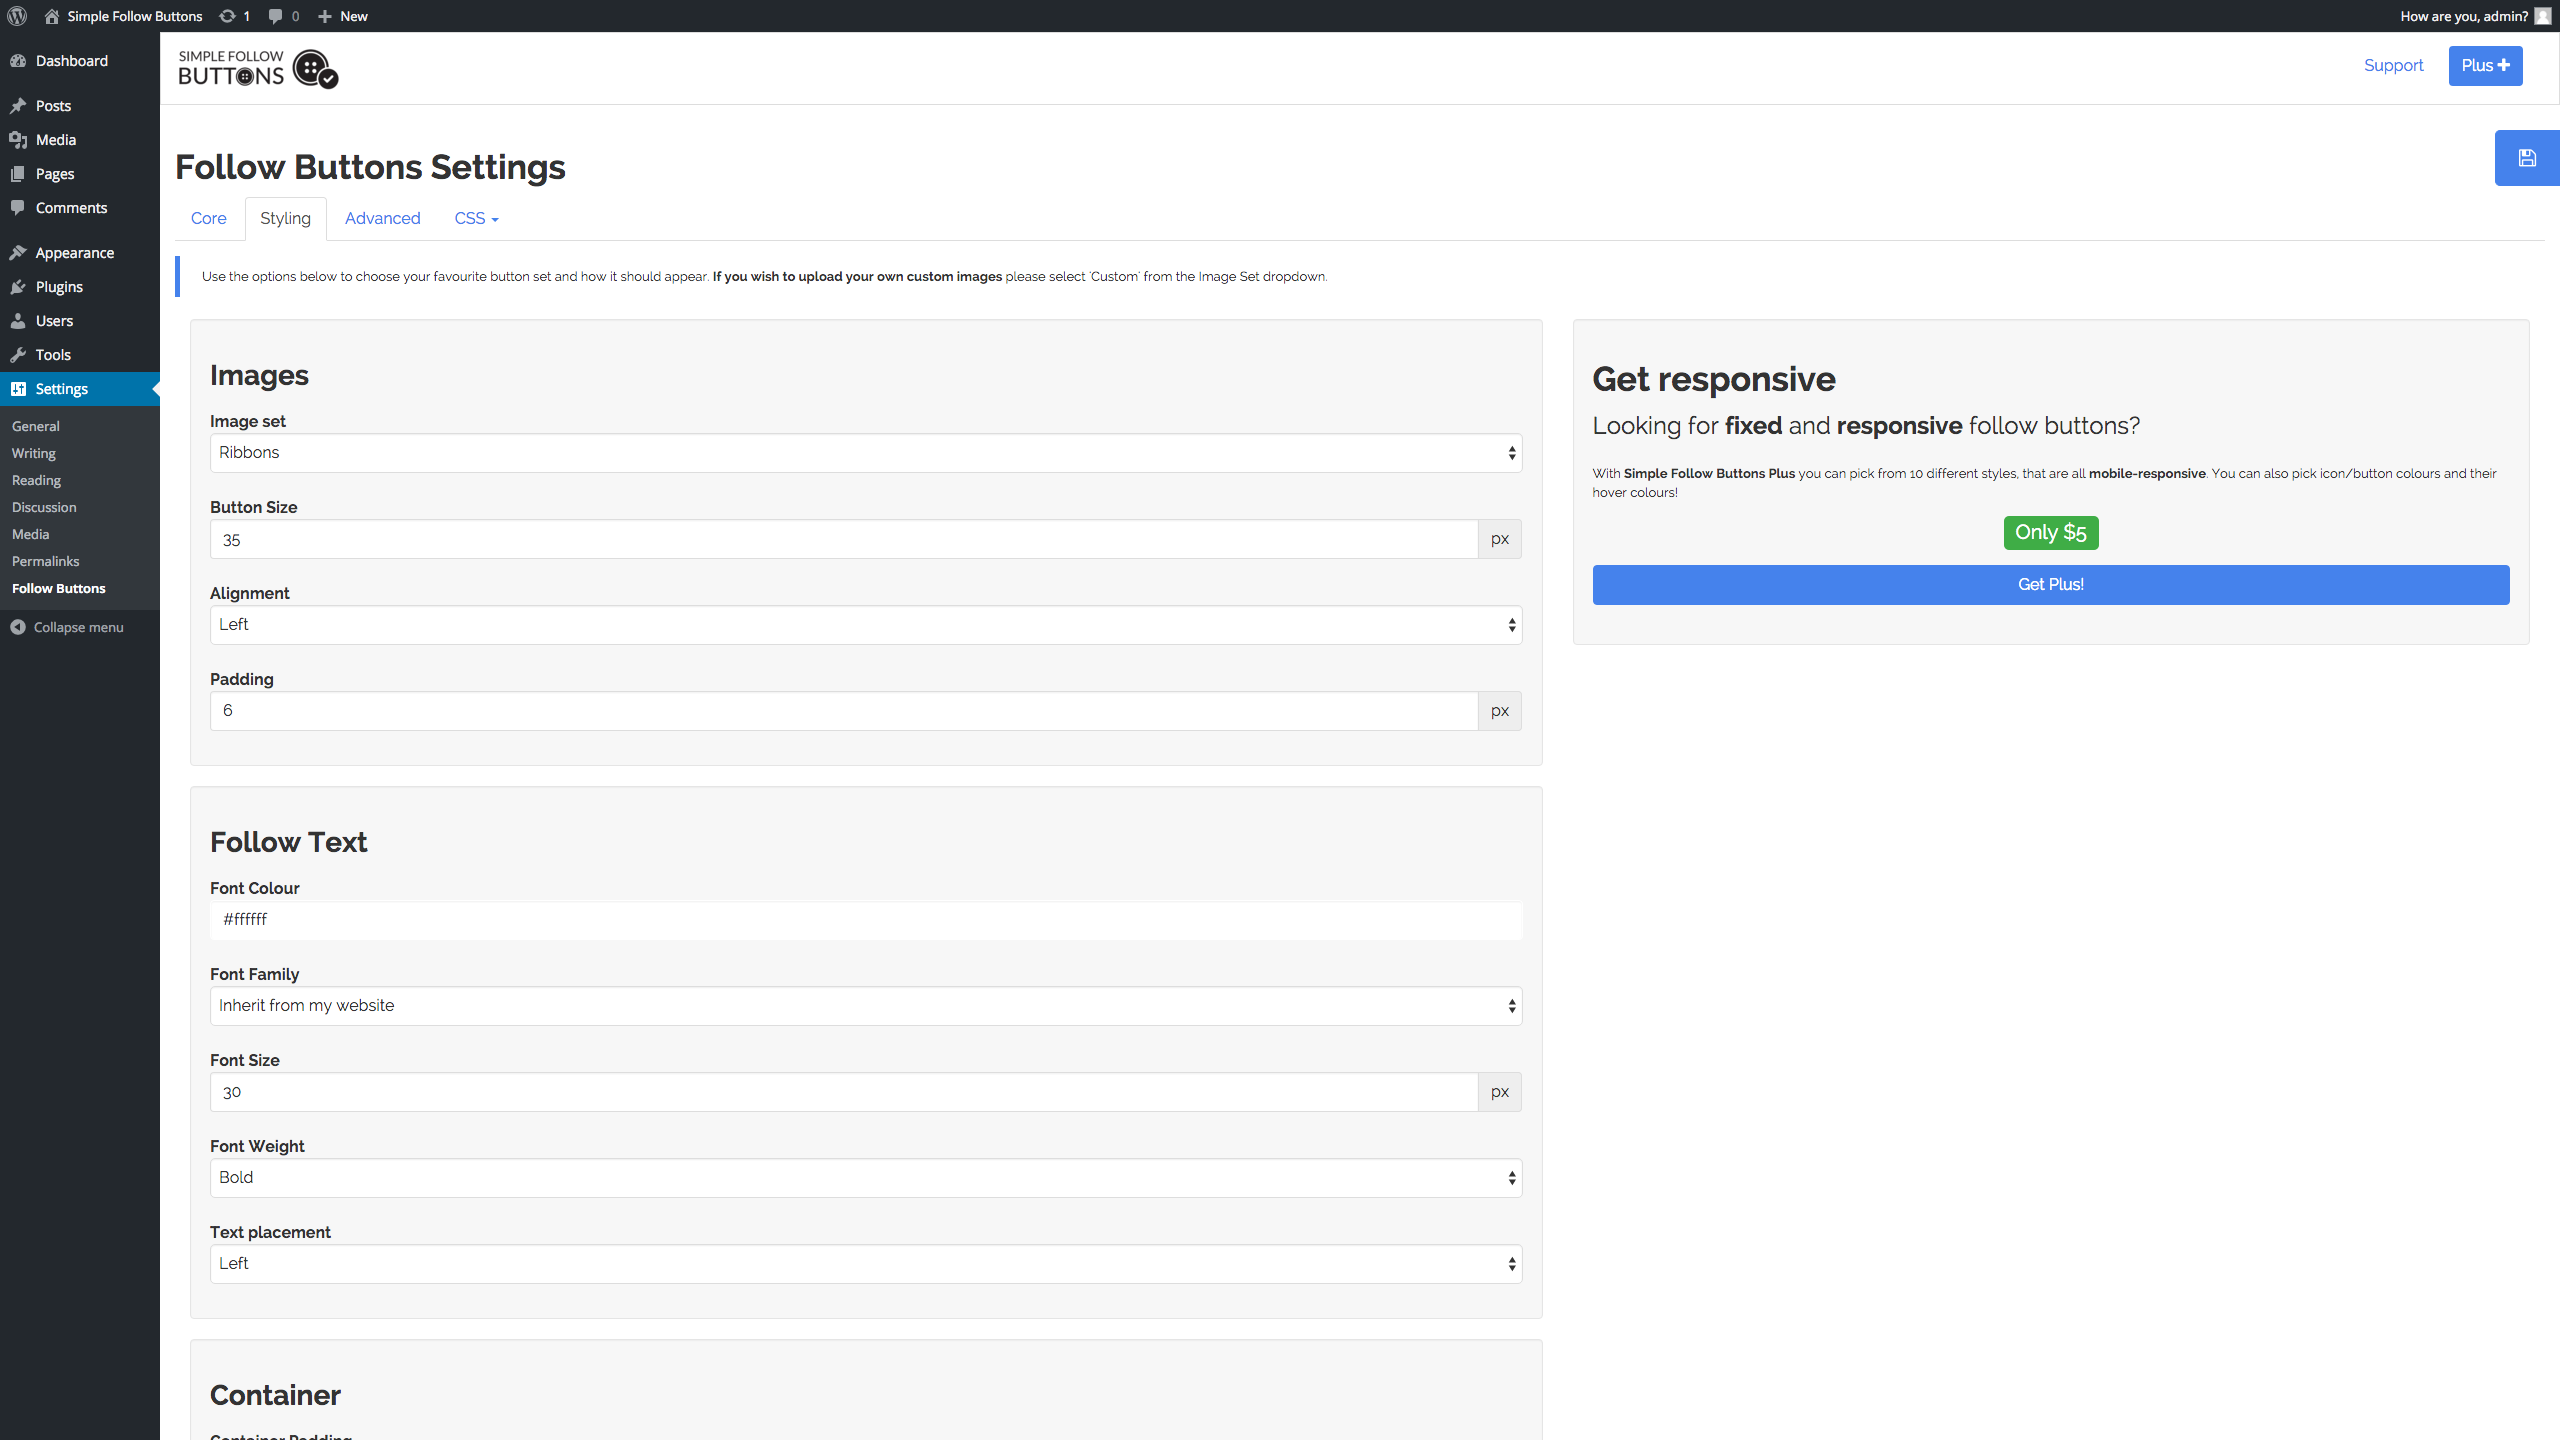 Simple Follow Buttons 1 0 New How are you, admin?
Dashboard
Posts
Media
Pages
Comments
Appearance
Plugins
Users
Tools
Settings
General
Writing
Reading
Discussion
Media
Permalinks
Follow Buttons
Collapse menu
SIMPLE FOLLOW
BUTTONS
Support Plus
Follow Buttons Settings
Core Styling Advanced CSS
Use the options below to choose your favourite button set and how it should appear. If you wish to upload your own custom images please select 'Custom' from the Image Set dropdown.
Images
Image set
Ribbons
Button Size
35 px
Alignment
Left
Padding
6 px
Follow Text
Font Colour
#ffffff
Font Family
Inherit from my website
Font Size
30 px
Font Weight
Bold
Text placement
Left
Container
Container Padding
Get responsive
Looking for fixed and responsive follow buttons?
With Simple Follow Buttons Plus you can pick from 10 different styles, that are all mobile-responsive. You can also pick icon/button colours and their
hover colours!
Only $5
Get Plus!